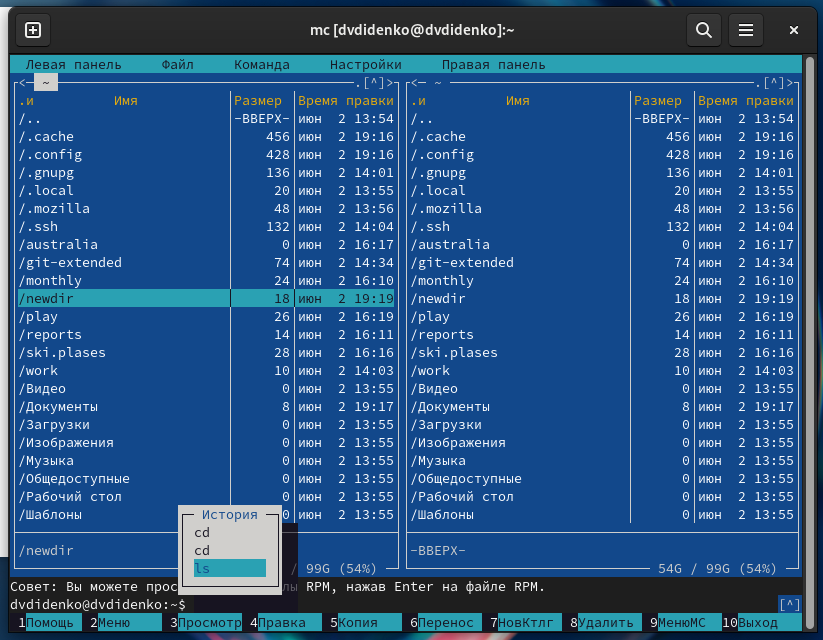 mc [dvdidenko@dvdidenko]:~
Левая панель Файл Команда Настройки Правая панель
<- ~ .[^]> <- ~ .[^]>
.и Имя Размер Время правки .и Имя Размер Время правки
/.. -ВВЕРХ- июн 2 13:54 /.. -ВВЕРХ- июн 2 13:54
/.cache 456 июн 2 19:16 /.cache 456 июн 2 19:16
/.config 428 июн 2 19:16 /.config 428 июн 2 19:16
/.gnupg 136 июн 2 14:01 /.gnupg 136 июн 2 14:01
/.local 20 июн 2 13:55 /.local 20 июн 2 13:55
/.mozilla 48 июн 2 13:56 /.mozilla 48 июн 2 13:56
/.ssh 132 июн 2 14:04 /.ssh 132 июн 2 14:04
/australia 0 июн 2 16:17 /australia 0 июн 2 16:17
/git-extended 74 июн 2 14:34 /git-extended 74 июн 2 14:34
/monthly 24 июн 2 16:10 /monthly 24 июн 2 16:10
/newdir 18 июн 2 19:19 /newdir 18 июн 2 19:19
/play 26 июн 2 16:19 /play 26 июн 2 16:19
/reports 14 июн 2 16:11 /reports 14 июн 2 16:11
/ski.plases 28 июн 2 16:16 /ski.plases 28 июн 2 16:16
/work 10 июн 2 14:03 /work 10 июн 2 14:03
/Видео 0 июн 2 13:55 /Видео 0 июн 2 13:55
/Документы 8 июн 2 19:17 /Документы 8 июн 2 19:17
/Загрузки 0 июн 2 13:55 /Загрузки 0 июн 2 13:55
/Изображения 0 июн 2 13:55 /Изображения 0 июн 2 13:55
/Музыка 0 июн 2 13:55 /Музыка 0 июн 2 13:55
/Общедоступные 0 июн 2 13:55 /Общедоступные 0 июн 2 13:55
/Рабочий стол 0 июн 2 13:55 /Рабочий стол 0 июн 2 13:55
/Шаблоны 0 июн 2 13:55 /Шаблоны 0 июн 2 13:55
История
cd
cd
ls
/newdir -ВВЕРХ-
/ 99G (54%) 54G / 99G (54%)
Совет: Вы можете прос лы RPM, нажав Enter на файле RPM.
dvdidenko@dvdidenko:~$ [^]
1Помощь 2Меню 3Просмотр 4Правка 5Копия 6Перенос 7НовКтлг 8Удалить 9МенюMC 10Выход